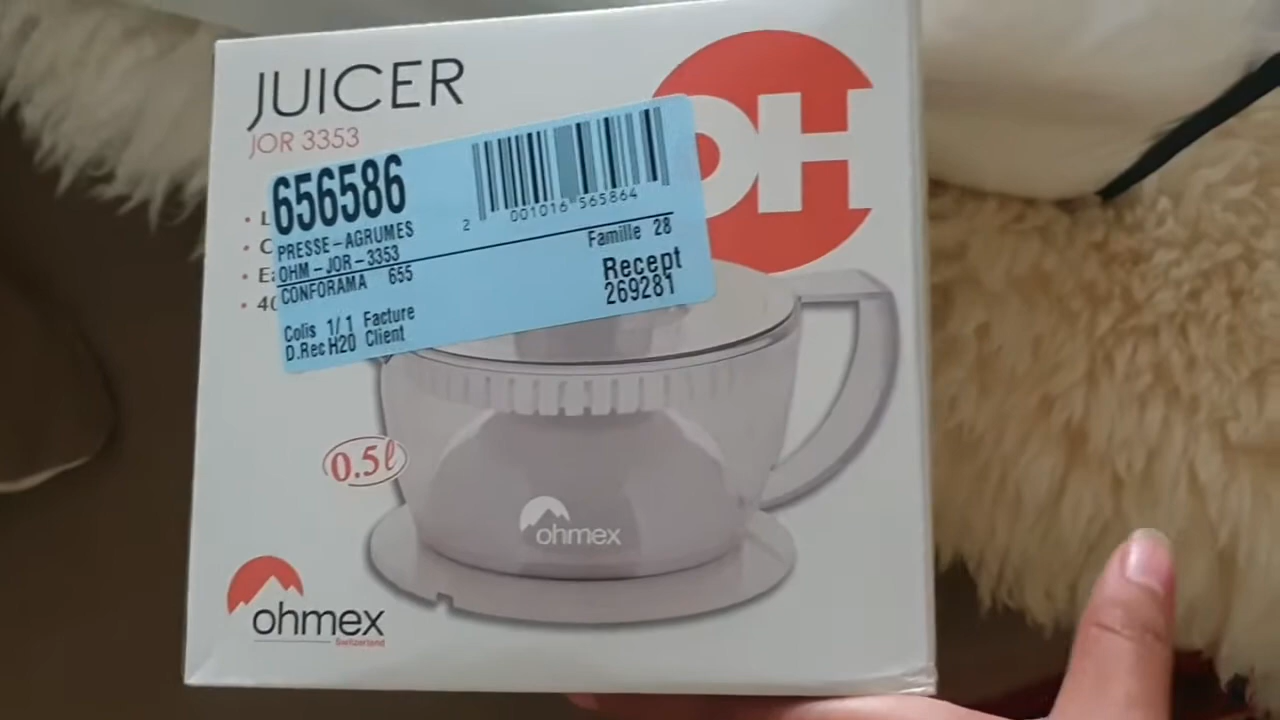 JUICER
JOR 3353
OH
656586
2 001016 565864
PRESSE-AGRUMES
OHM-JOR-3353
Famille 28
CONFORAMA 655
Recept
269281
Colis 1/1 Facture
D.Rec H20 Client
0.5ℓ
ohmex
ohmex
Switzerland